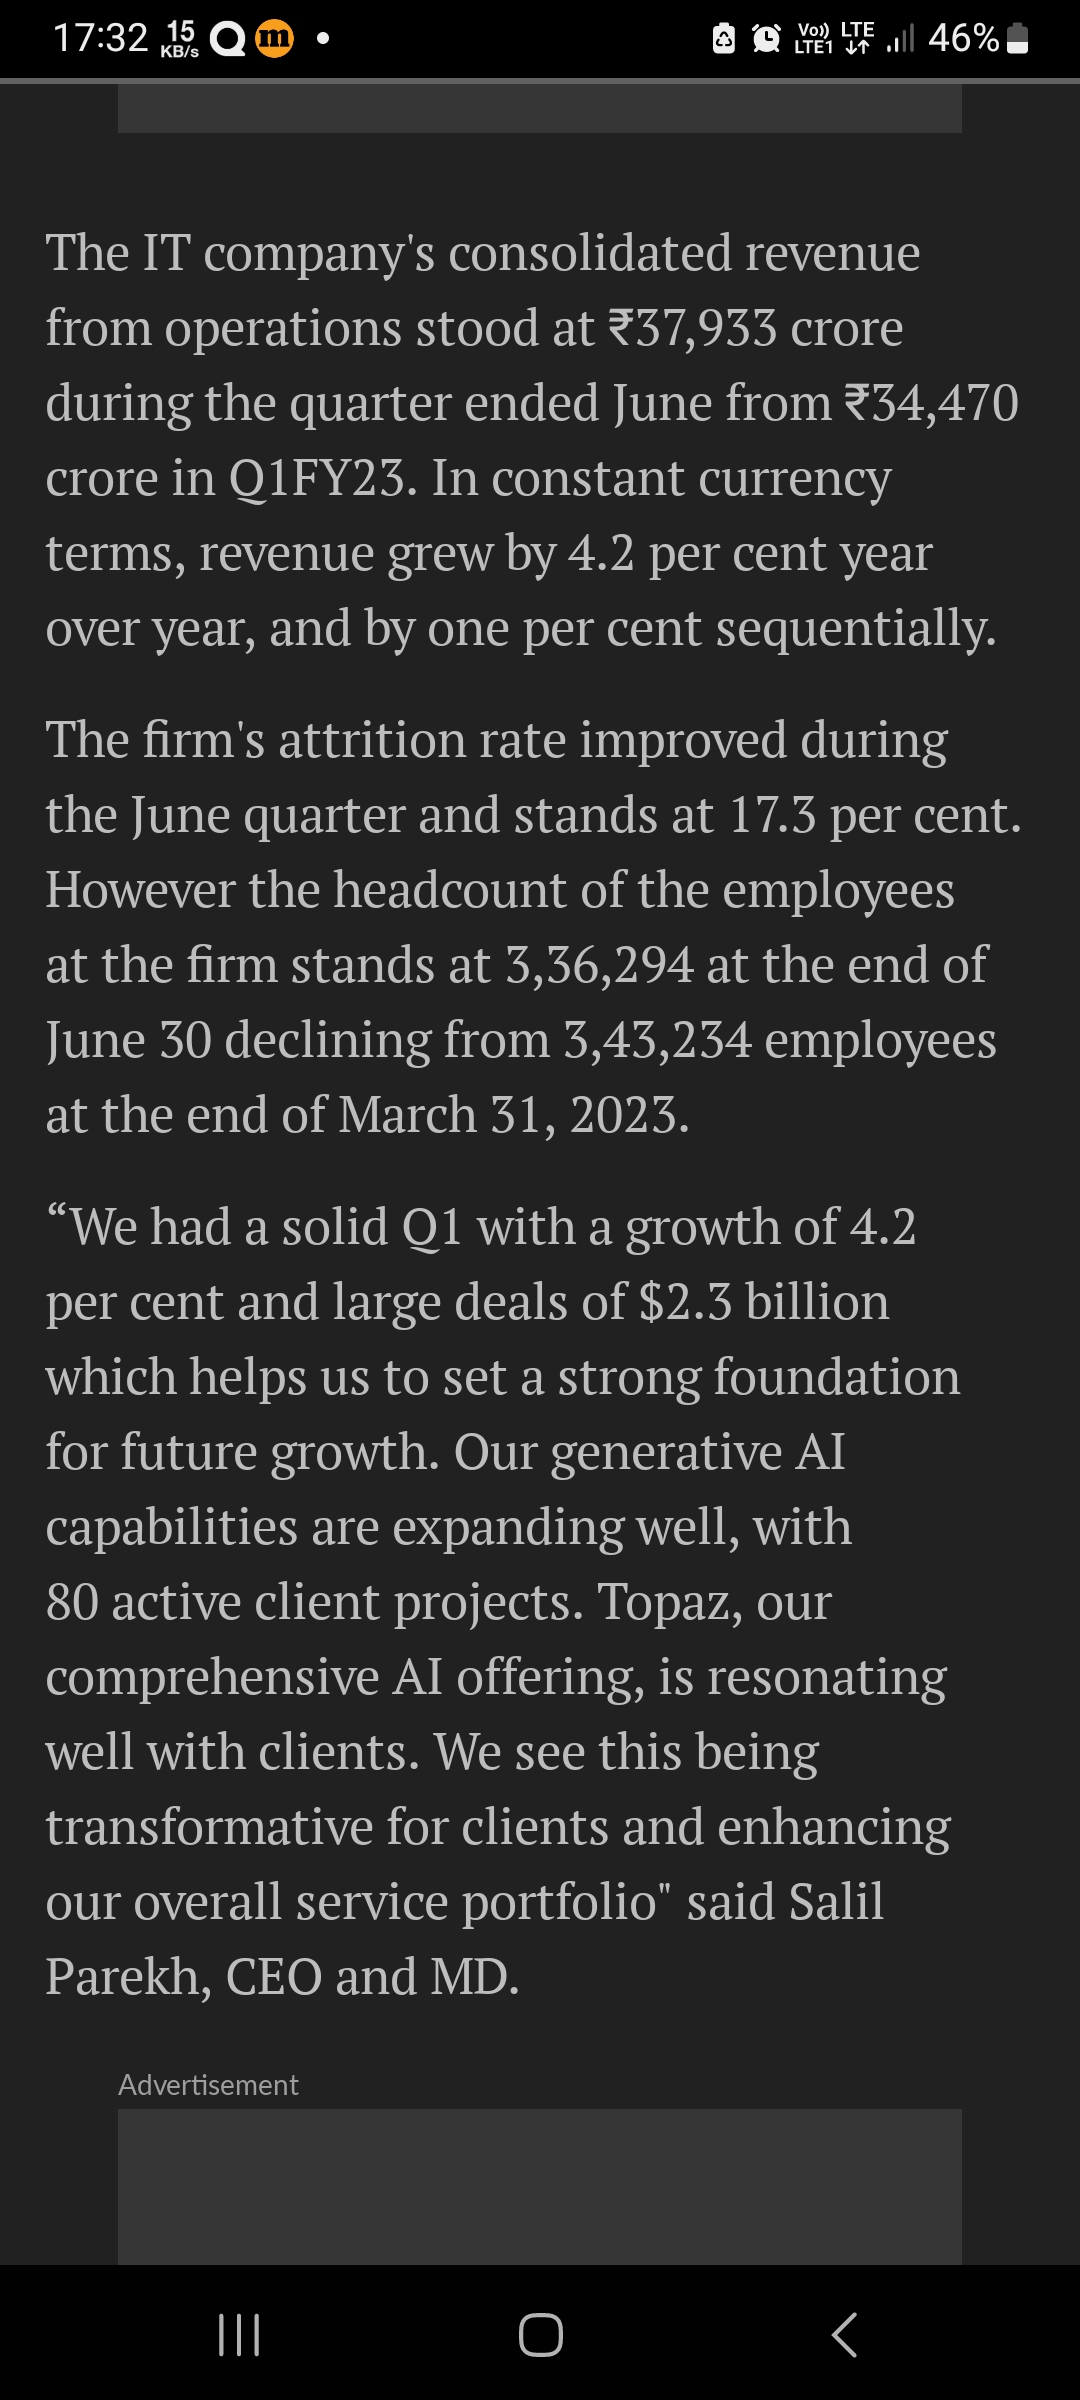 17:32 15 KB/s m Vo)) LTE1 LTE 46%
The IT company's consolidated revenue
from operations stood at ₹37,933 crore
during the quarter ended June from ₹34,470
crore in Q1FY23. In constant currency
terms, revenue grew by 4.2 per cent year
over year, and by one per cent sequentially.
The firm's attrition rate improved during
the June quarter and stands at 17.3 per cent.
However the headcount of the employees
at the firm stands at 3,36,294 at the end of
June 30 declining from 3,43,234 employees
at the end of March 31, 2023.
“We had a solid Q1 with a growth of 4.2
per cent and large deals of $2.3 billion
which helps us to set a strong foundation
for future growth. Our generative AI
capabilities are expanding well, with
80 active client projects. Topaz, our
comprehensive AI offering, is resonating
well with clients. We see this being
transformative for clients and enhancing
our overall service portfolio" said Salil
Parekh, CEO and MD.
Advertisement